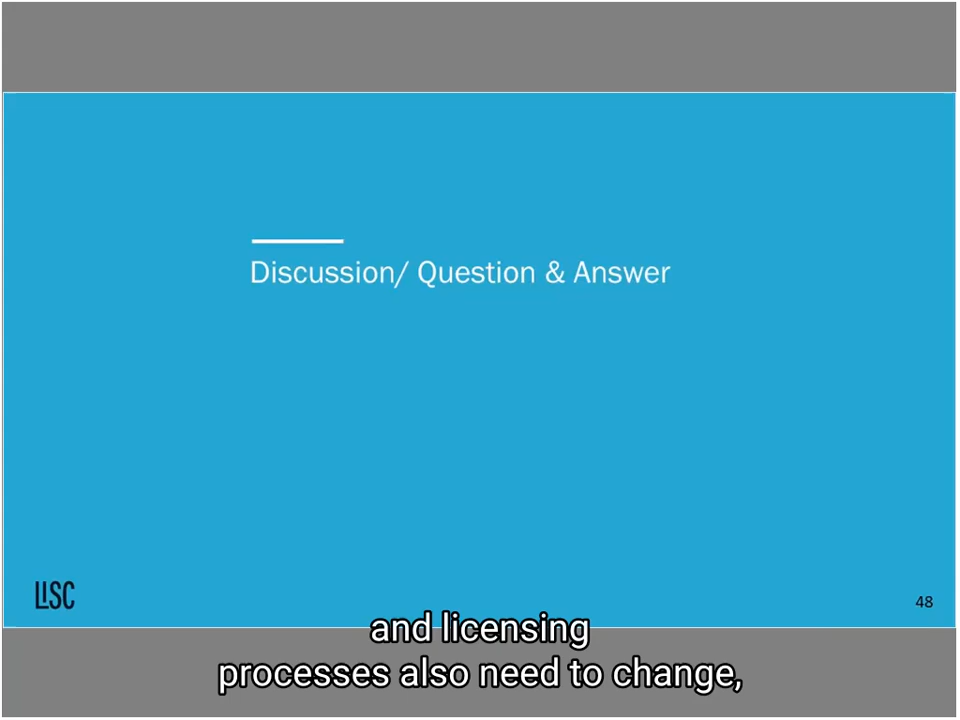 Discussion/ Question & Answer
LISC
48
and licensing
processes also need to change,